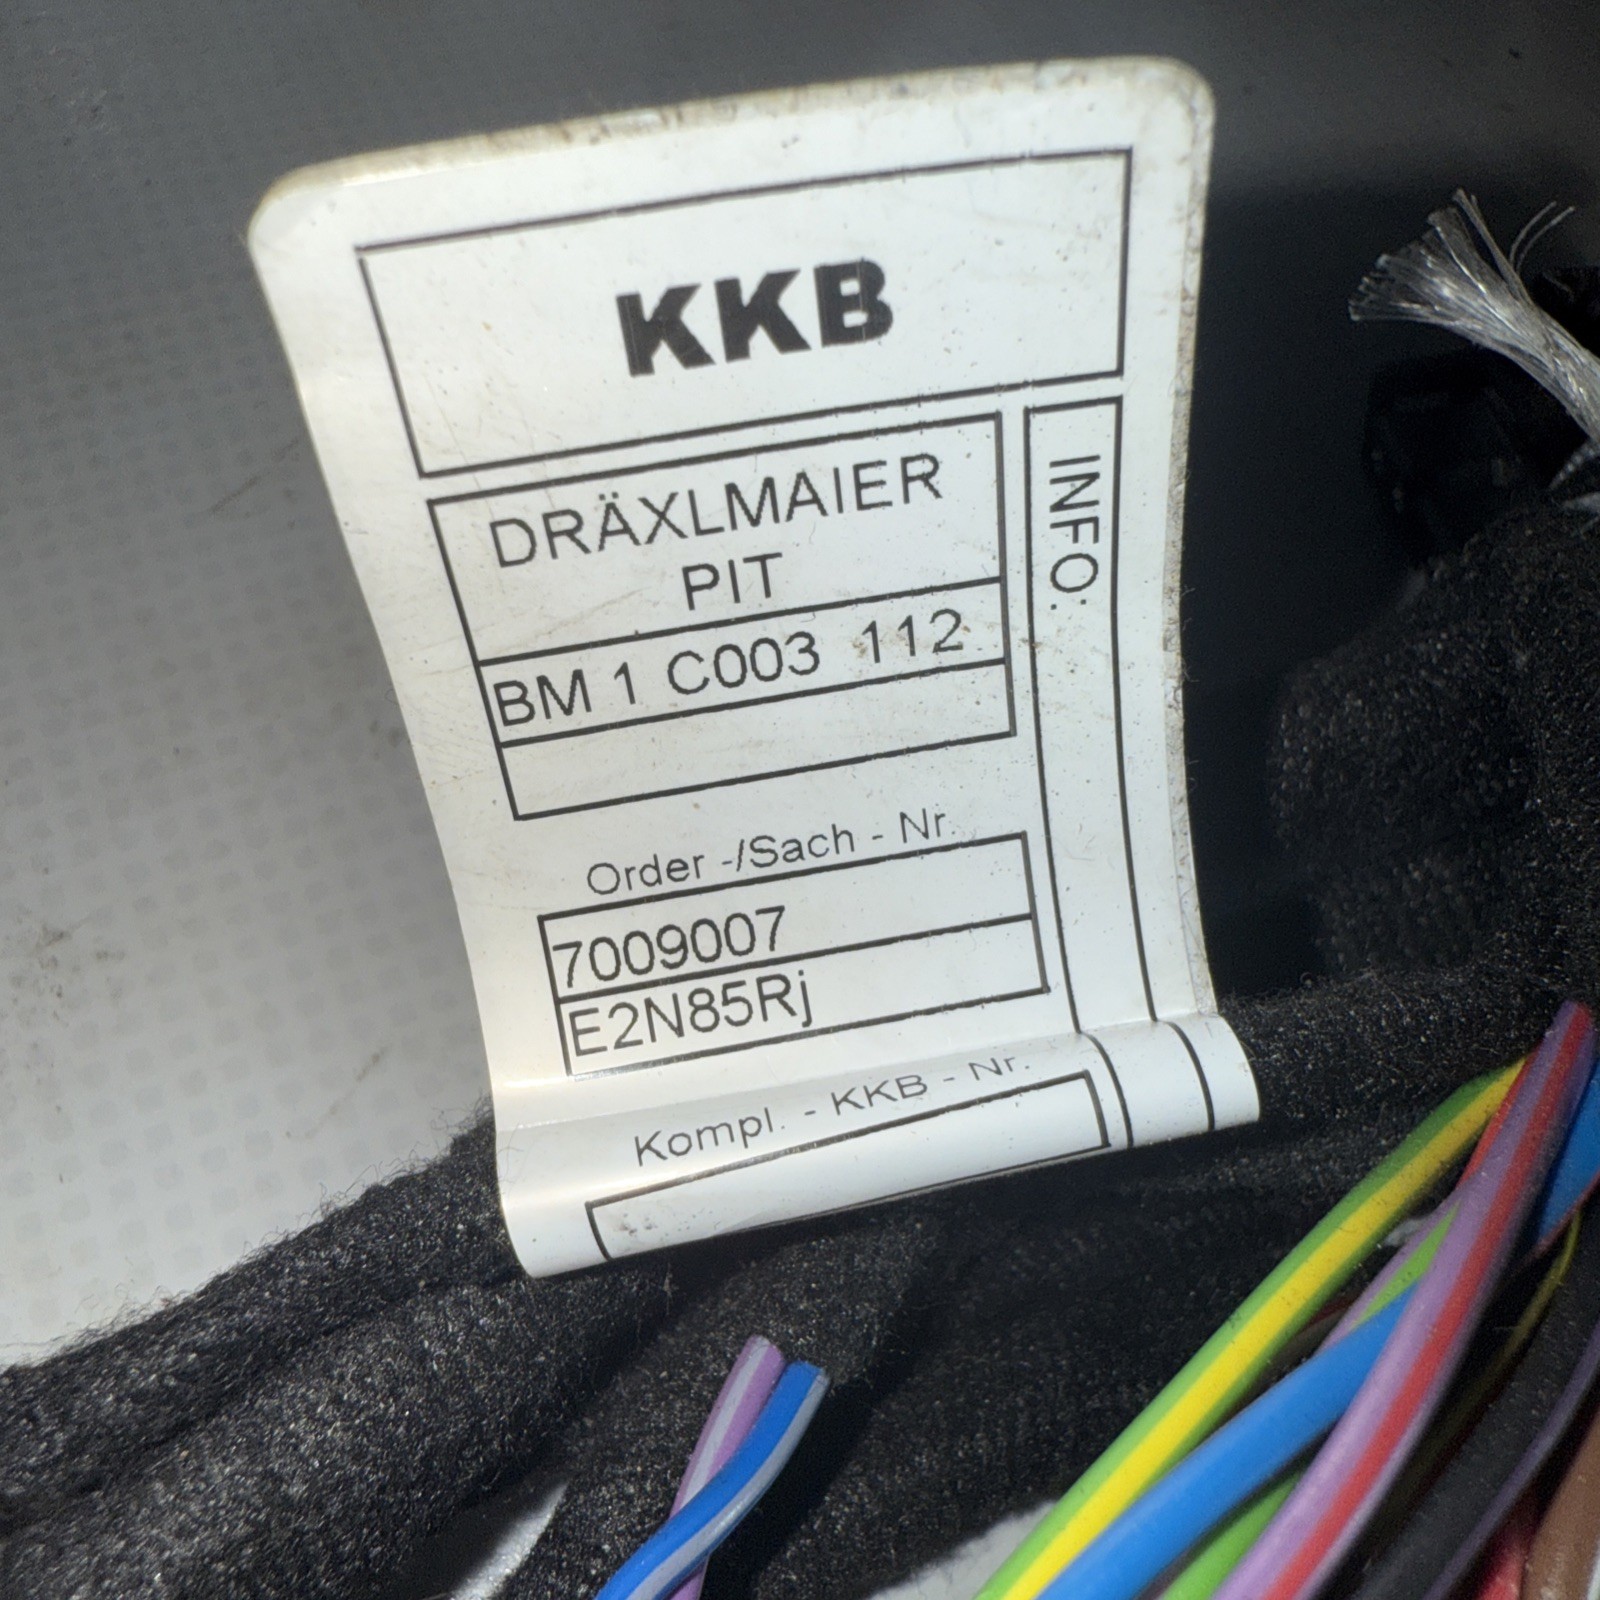 KKB
DRÄXLMAIER
PIT
BM 1 C003 112
INFO:
Order -/Sach - Nr.
7009007
E2N85Rj
Kompl. - KKB - Nr.